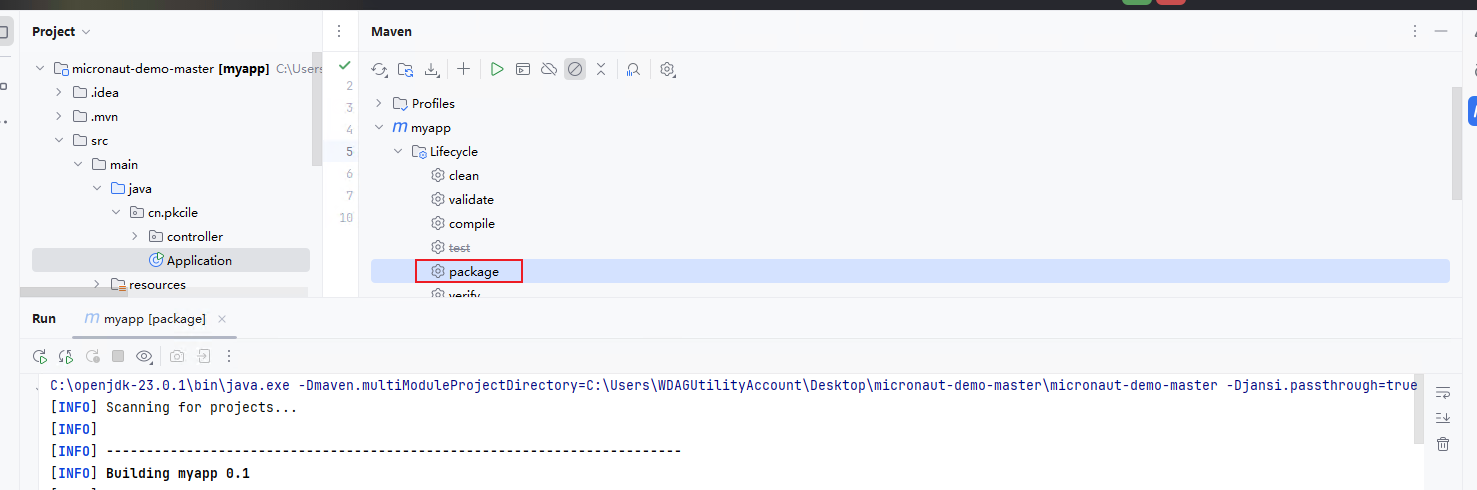 Project
micronaut-demo-master [myapp] C:\Users
.idea
.mvn
src
main
java
cn.pkcile
controller
Application
resources
2
3
4
5
6
7
10
Maven
Profiles
myapp
Lifecycle
clean
validate
compile
test
package
verify
Run myapp [package]
C:\openjdk-23.0.1\bin\java.exe -Dmaven.multiModuleProjectDirectory=C:\Users\WDAGUtilityAccount\Desktop\micronaut-demo-master\micronaut-demo-master -Djansi.passthrough=true
[INFO] Scanning for projects...
[INFO]
[INFO] ------------------------------------------------------------------------
[INFO] Building myapp 0.1